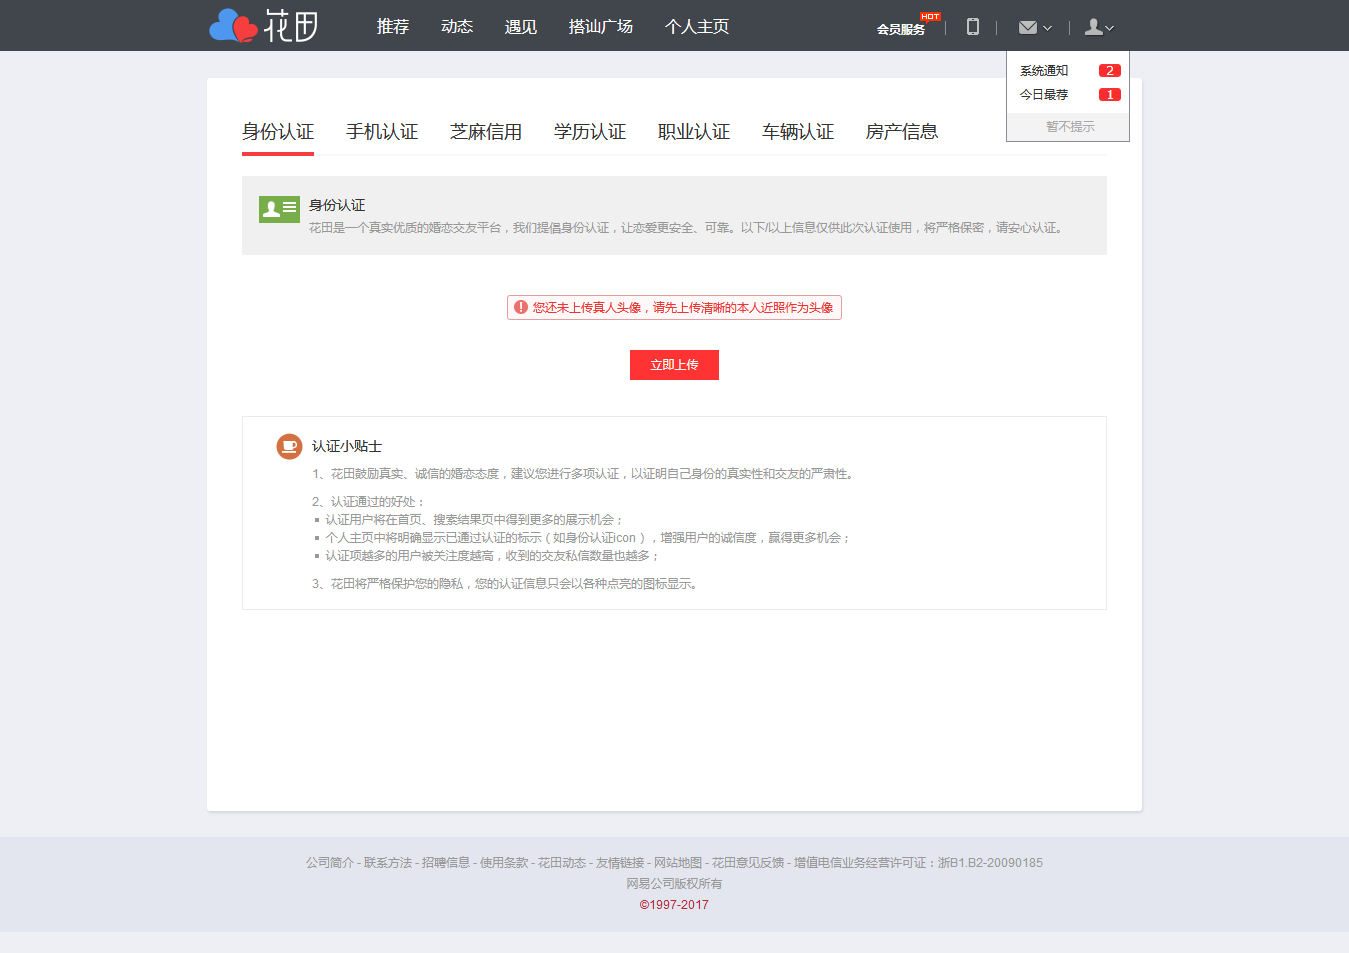 花田 推荐 动态 遇见 搭讪广场 个人主页 会员服务 HOT
系统通知 2
今日最荐 1
暂不提示
身份认证 手机认证 芝麻信用 学历认证 职业认证 车辆认证 房产信息
身份认证
花田是一个真实优质的婚恋交友平台，我们提倡身份认证，让恋爱更安全、可靠。以下/以上信息仅供此次认证使用，将严格保密，请安心认证。
您还未上传真人头像，请先上传清晰的本人近照作为头像
立即上传
认证小贴士
1、花田鼓励真实、诚信的婚恋态度，建议您进行多项认证，以证明自己身份的真实性和交友的严肃性。
2、认证通过的好处：
▪ 认证用户将在首页、搜索结果页中得到更多的展示机会；
▪ 个人主页中将明确显示已通过认证的标示（如身份认证icon），增强用户的诚信度，赢得更多机会；
▪ 认证项越多的用户被关注度越高，收到的交友私信数量也越多；
3、花田将严格保护您的隐私，您的认证信息只会以各种点亮的图标显示。
公司简介 - 联系方法 - 招聘信息 - 使用条款 - 花田动态 - 友情链接 - 网站地图 - 花田意见反馈 - 增值电信业务经营许可证：浙B1.B2-20090185
网易公司版权所有
©1997-2017